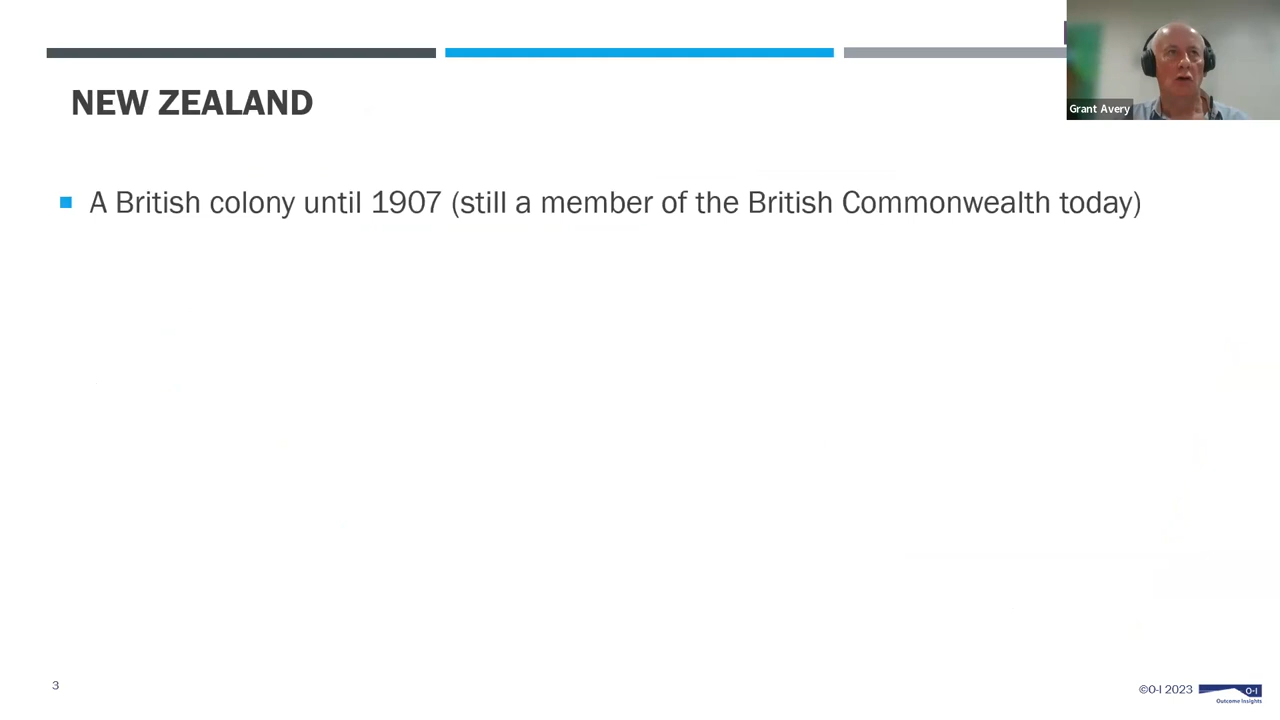 Grant Avery
NEW ZEALAND
A British colony until 1907 (still a member of the British Commonwealth today)
3
©O-I 2023
O-I
Outcome Insights